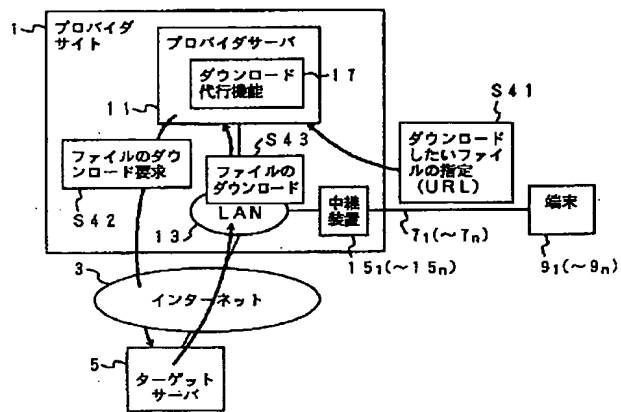 1
プロバイダ
サイト
プロバイダサーバ
ダウンロード
代行機能
17
11
S41
ダウンロード
したいファイ
ルの指定
(URL)
ファイルのダウ
ンロード要求
S42
S43
ファイルの
ダウンロード
LAN
13
中継
装置
15₁(～15n)
7₁(～7n)
端末
9₁(～9n)
3
インターネット
5
ターゲット
サーバ